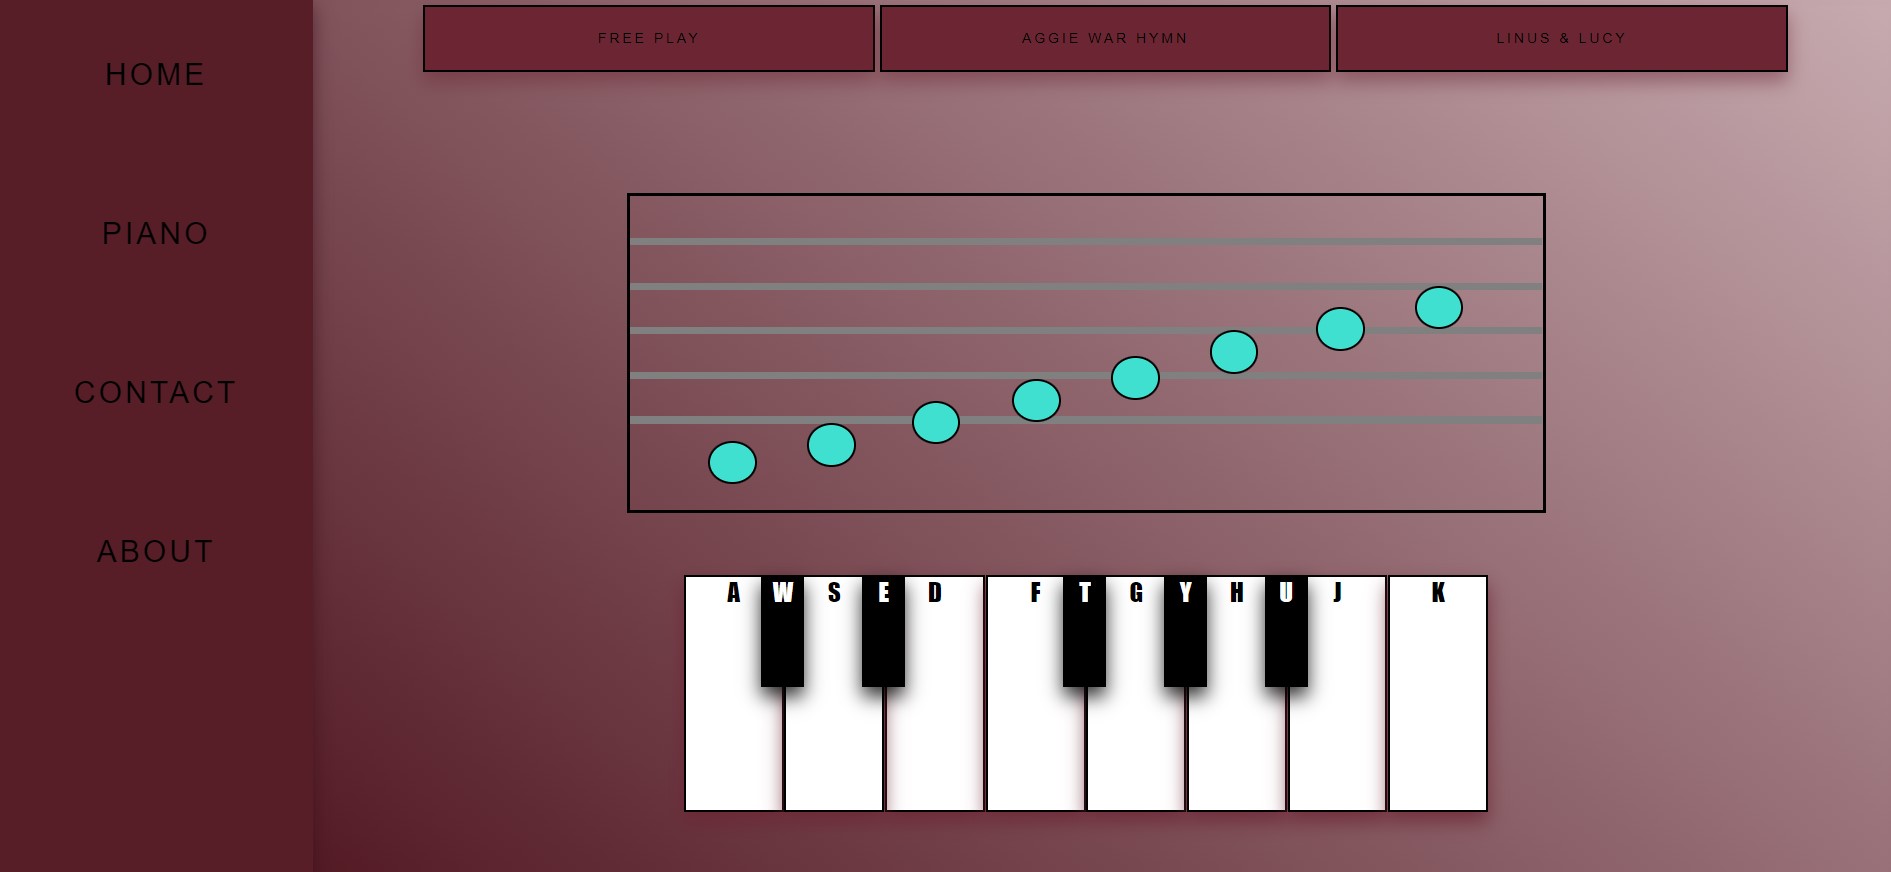 HOME
PIANO
CONTACT
ABOUT
FREE PLAY
AGGIE WAR HYMN
LINUS & LUCY
A W S E D F T G Y H U J K